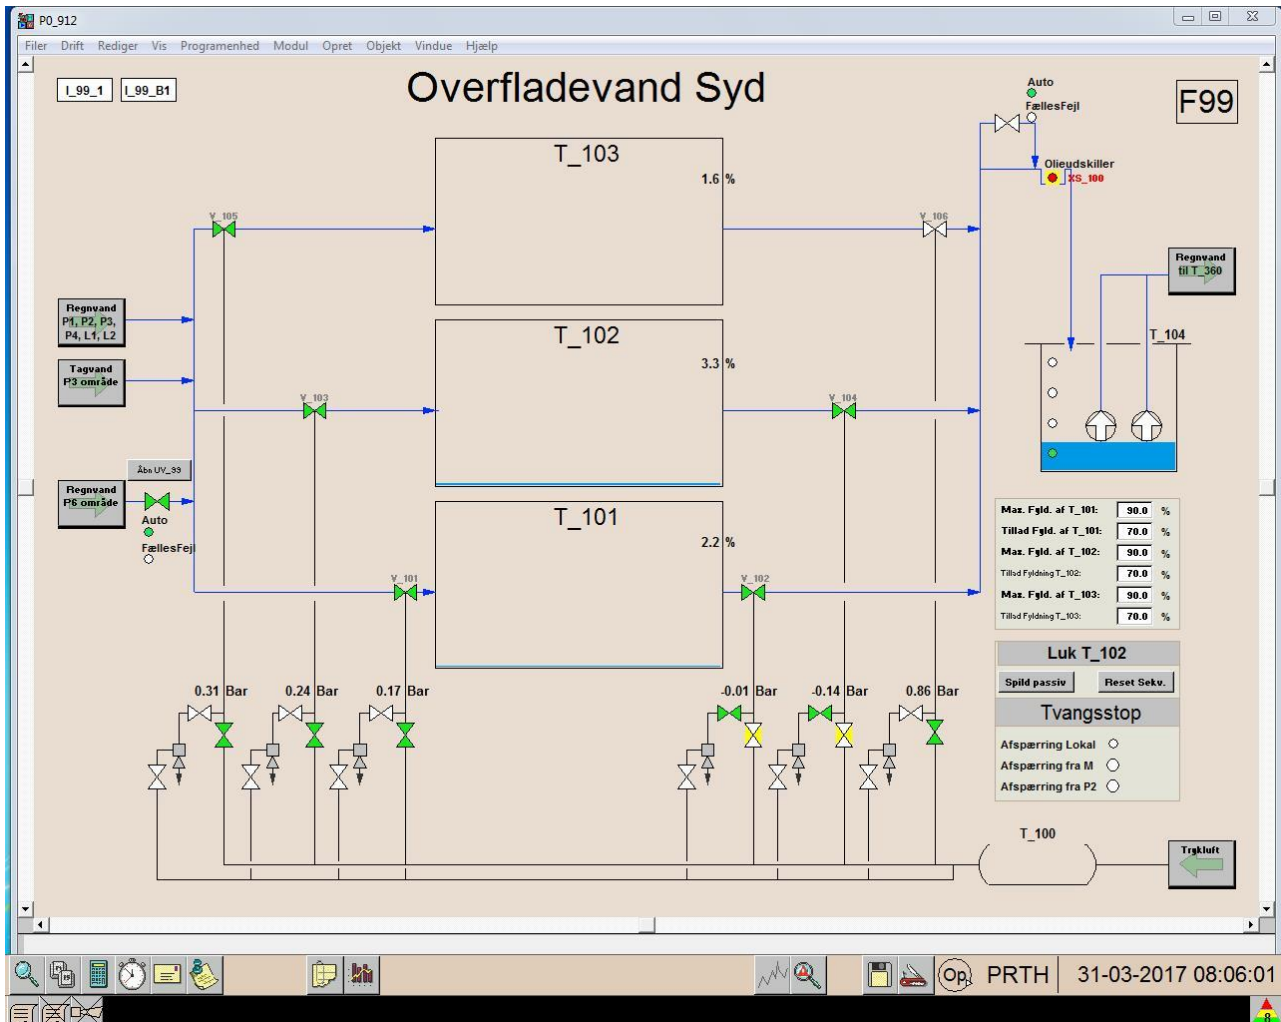 P0_912
Filer Drift Rediger Vis Programenhed Modul Opret Objekt Vindue Hjælp
I_99_1 I_99_B1
Overfladevand Syd
Auto
FællesFejl
F99
Olieudskiller
XS_100
T_103
1.6 %
V_105
V_106
Regnvand
til T_360
Regnvand
P1, P2, P3,
P4, L1, L2
T_102
3.3 %
T_104
Tagvand
P3 område
V_103
V_104
Åbn UV_99
Regnvand
P6 område
Auto
FællesFejl
T_101
2.2 %
V_101
V_102
Max. Fyld. af T_101: 90.0 %
Tillad Fyld. af T_101: 70.0 %
Max. Fyld. af T_102: 90.0 %
Tillad Fyldning T_102: 70.0 %
Max. Fyld. af T_103: 90.0 %
Tillad Fyldning T_103: 70.0 %
Luk T_102
Spild passiv Reset Sekv.
Tvangsstop
Afspærring Lokal
Afspærring fra M
Afspærring fra P2
0.31 Bar 0.24 Bar 0.17 Bar -0.01 Bar -0.14 Bar 0.86 Bar
T_100
Trykluft
Op PRTH 31-03-2017 08:06:01
8